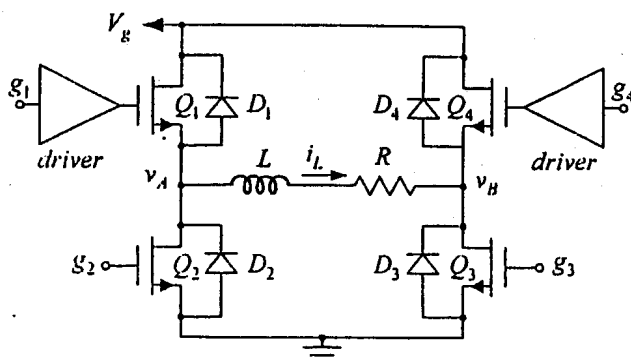 V_g
g_1
Q_1
D_1
D_4
Q_4
g_4
driver
driver
v_A
L
i_L
R
v_B
g_2
Q_2
D_2
D_3
Q_3
g_3